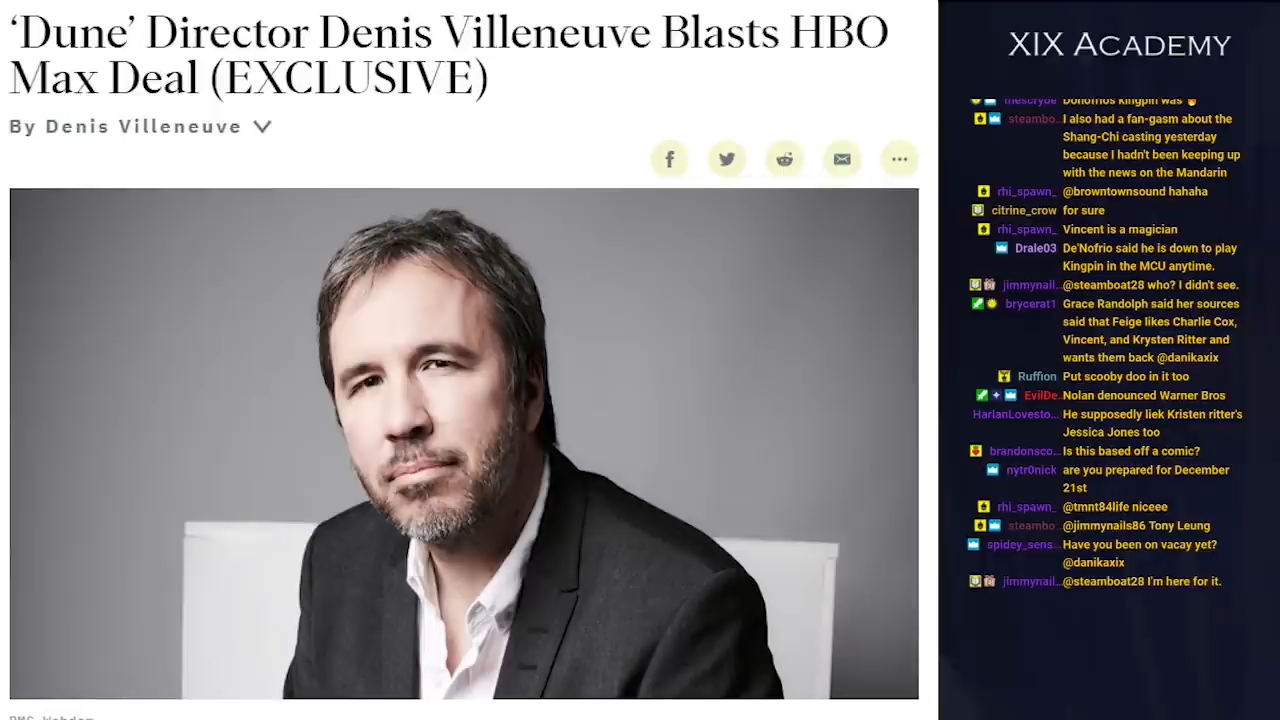 ‘Dune’ Director Denis Villeneuve Blasts HBO
Max Deal (EXCLUSIVE)
By Denis Villeneuve
XIX ACADEMY
thescrybe Donofrios Kingpin was
steambo... I also had a fan-gasm about the
Shang-Chi casting yesterday
because I hadn't been keeping up
with the news on the Mandarin
rhi_spawn_ @browntownsound hahaha
citrine_crow for sure
rhi_spawn_ Vincent is a magician
Drale03 De'Nofrio said he is down to play
Kingpin in the MCU anytime.
jimmynail... @steamboat28 who? I didn't see.
brycerat1 Grace Randolph said her sources
said that Feige likes Charlie Cox,
Vincent, and Krysten Ritter and
wants them back @danikaxix
Ruffion Put scooby doo in it too
EvilDe... Nolan denounced Warner Bros
HarlanLovesto... He supposedly liek Kristen ritter's
Jessica Jones too
brandonsco... Is this based off a comic?
nytr0nick are you prepared for December
21st
rhi_spawn_ @tmnt84life niceee
steambo... @jimmynails86 Tony Leung
spidey_sens... Have you been on vacay yet?
@danikaxix
jimmynail... @steamboat28 I'm here for it.